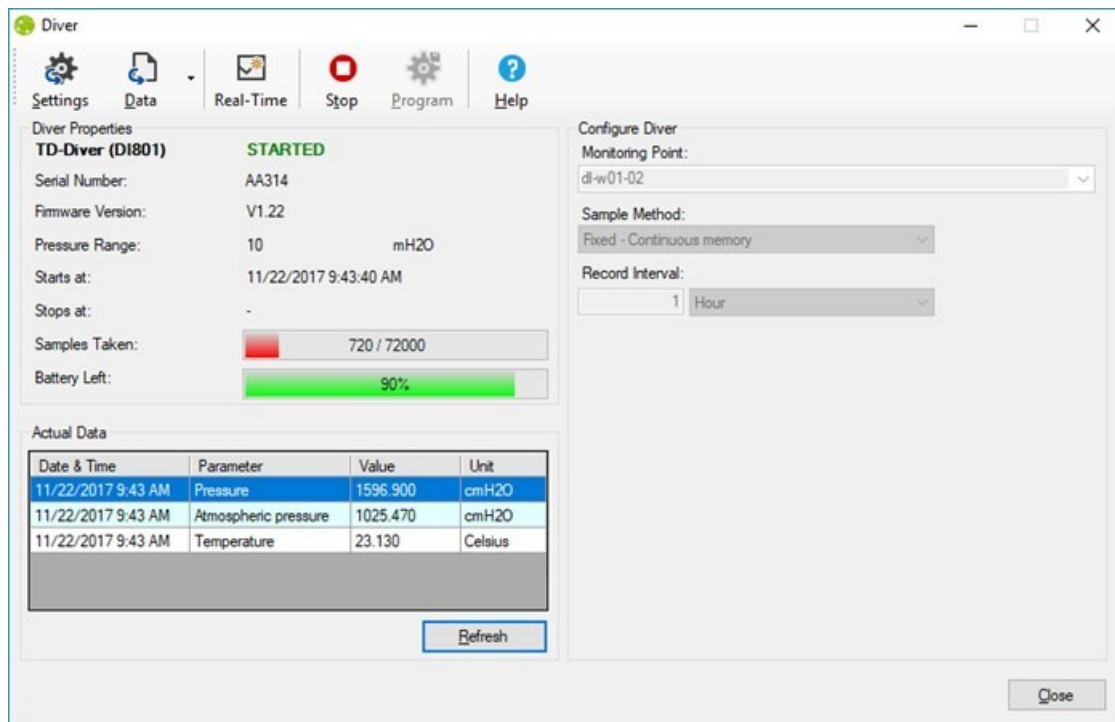 Diver
Settings Data Real-Time Stop Program Help
Diver Properties
TD-Diver (DI801) STARTED
Serial Number: AA314
Firmware Version: V1.22
Pressure Range: 10 mH2O
Starts at: 11/22/2017 9:43:40 AM
Stops at: -
Samples Taken: 720 / 72000
Battery Left: 90%
Actual Data
Date & Time Parameter Value Unit
11/22/2017 9:43 AM Pressure 1596.900 cmH2O
11/22/2017 9:43 AM Atmospheric pressure 1025.470 cmH2O
11/22/2017 9:43 AM Temperature 23.130 Celsius
Refresh
Configure Diver
Monitoring Point:
dl-w01-02
Sample Method:
Fixed - Continuous memory
Record Interval:
1 Hour
Close